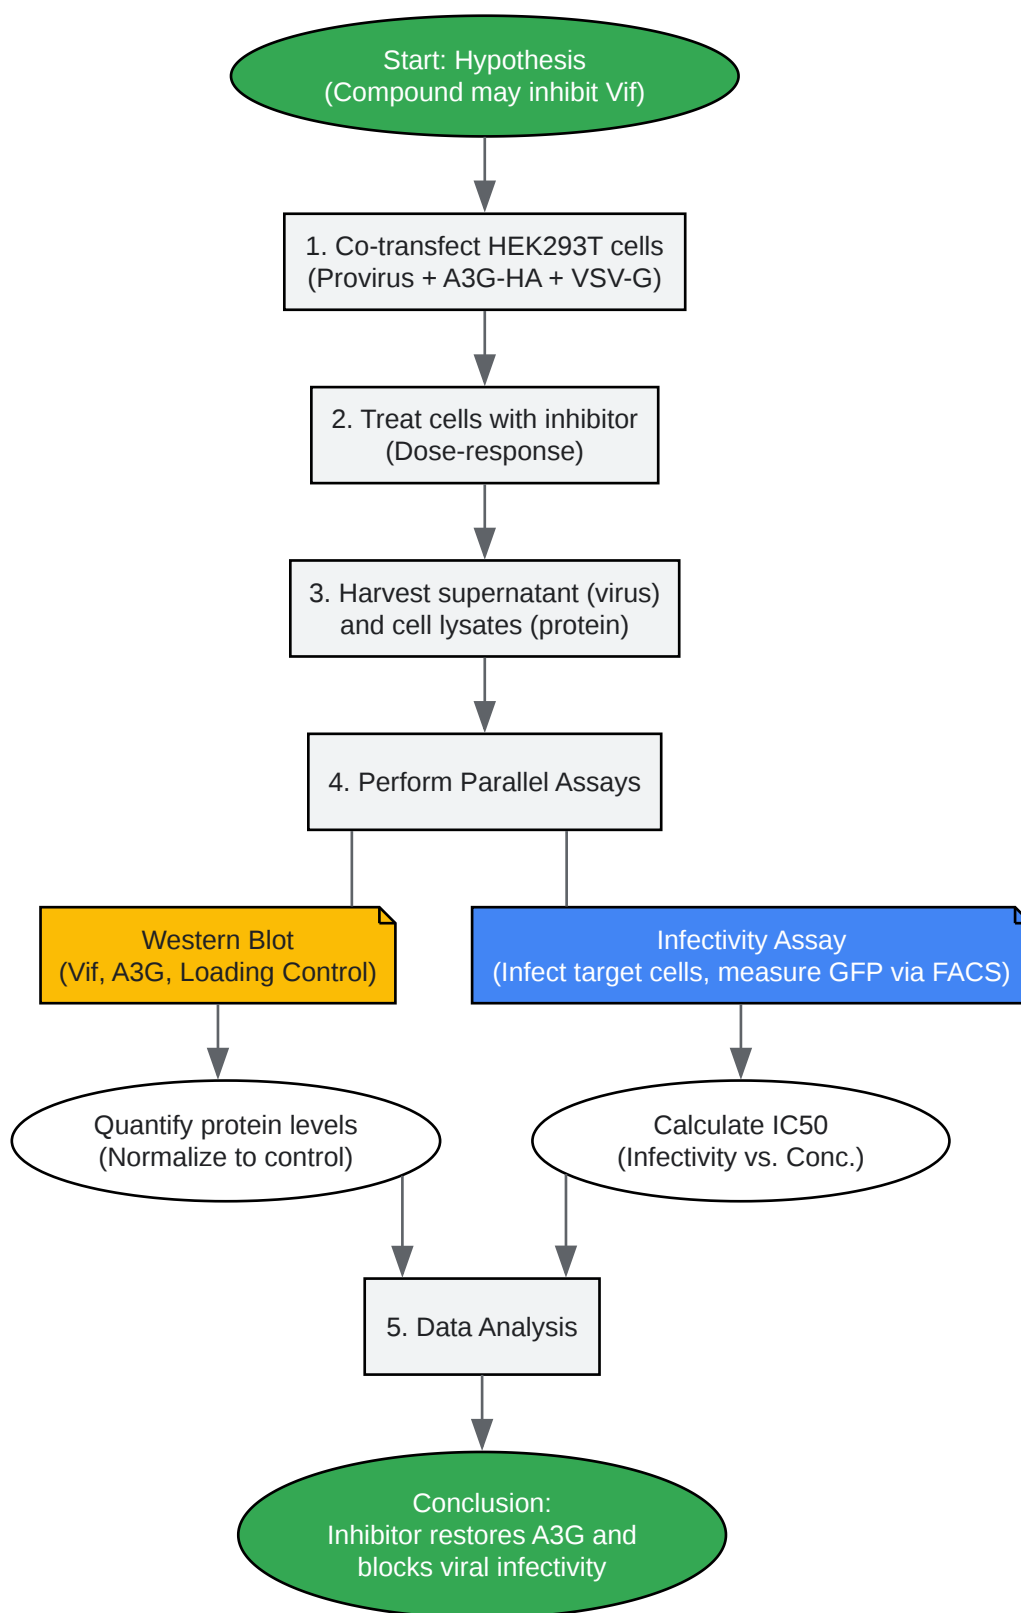 Start: Hypothesis
(Compound may inhibit Vif)
1. Co-transfect HEK293T cells
(Provirus + A3G-HA + VSV-G)
2. Treat cells with inhibitor
(Dose-response)
3. Harvest supernatant (virus)
and cell lysates (protein)
4. Perform Parallel Assays
Western Blot
(Vif, A3G, Loading Control)
Infectivity Assay
(Infect target cells, measure GFP via FACS)
Quantify protein levels
(Normalize to control)
Calculate IC50
(Infectivity vs. Conc.)
5. Data Analysis
Conclusion:
Inhibitor restores A3G and
blocks viral infectivity